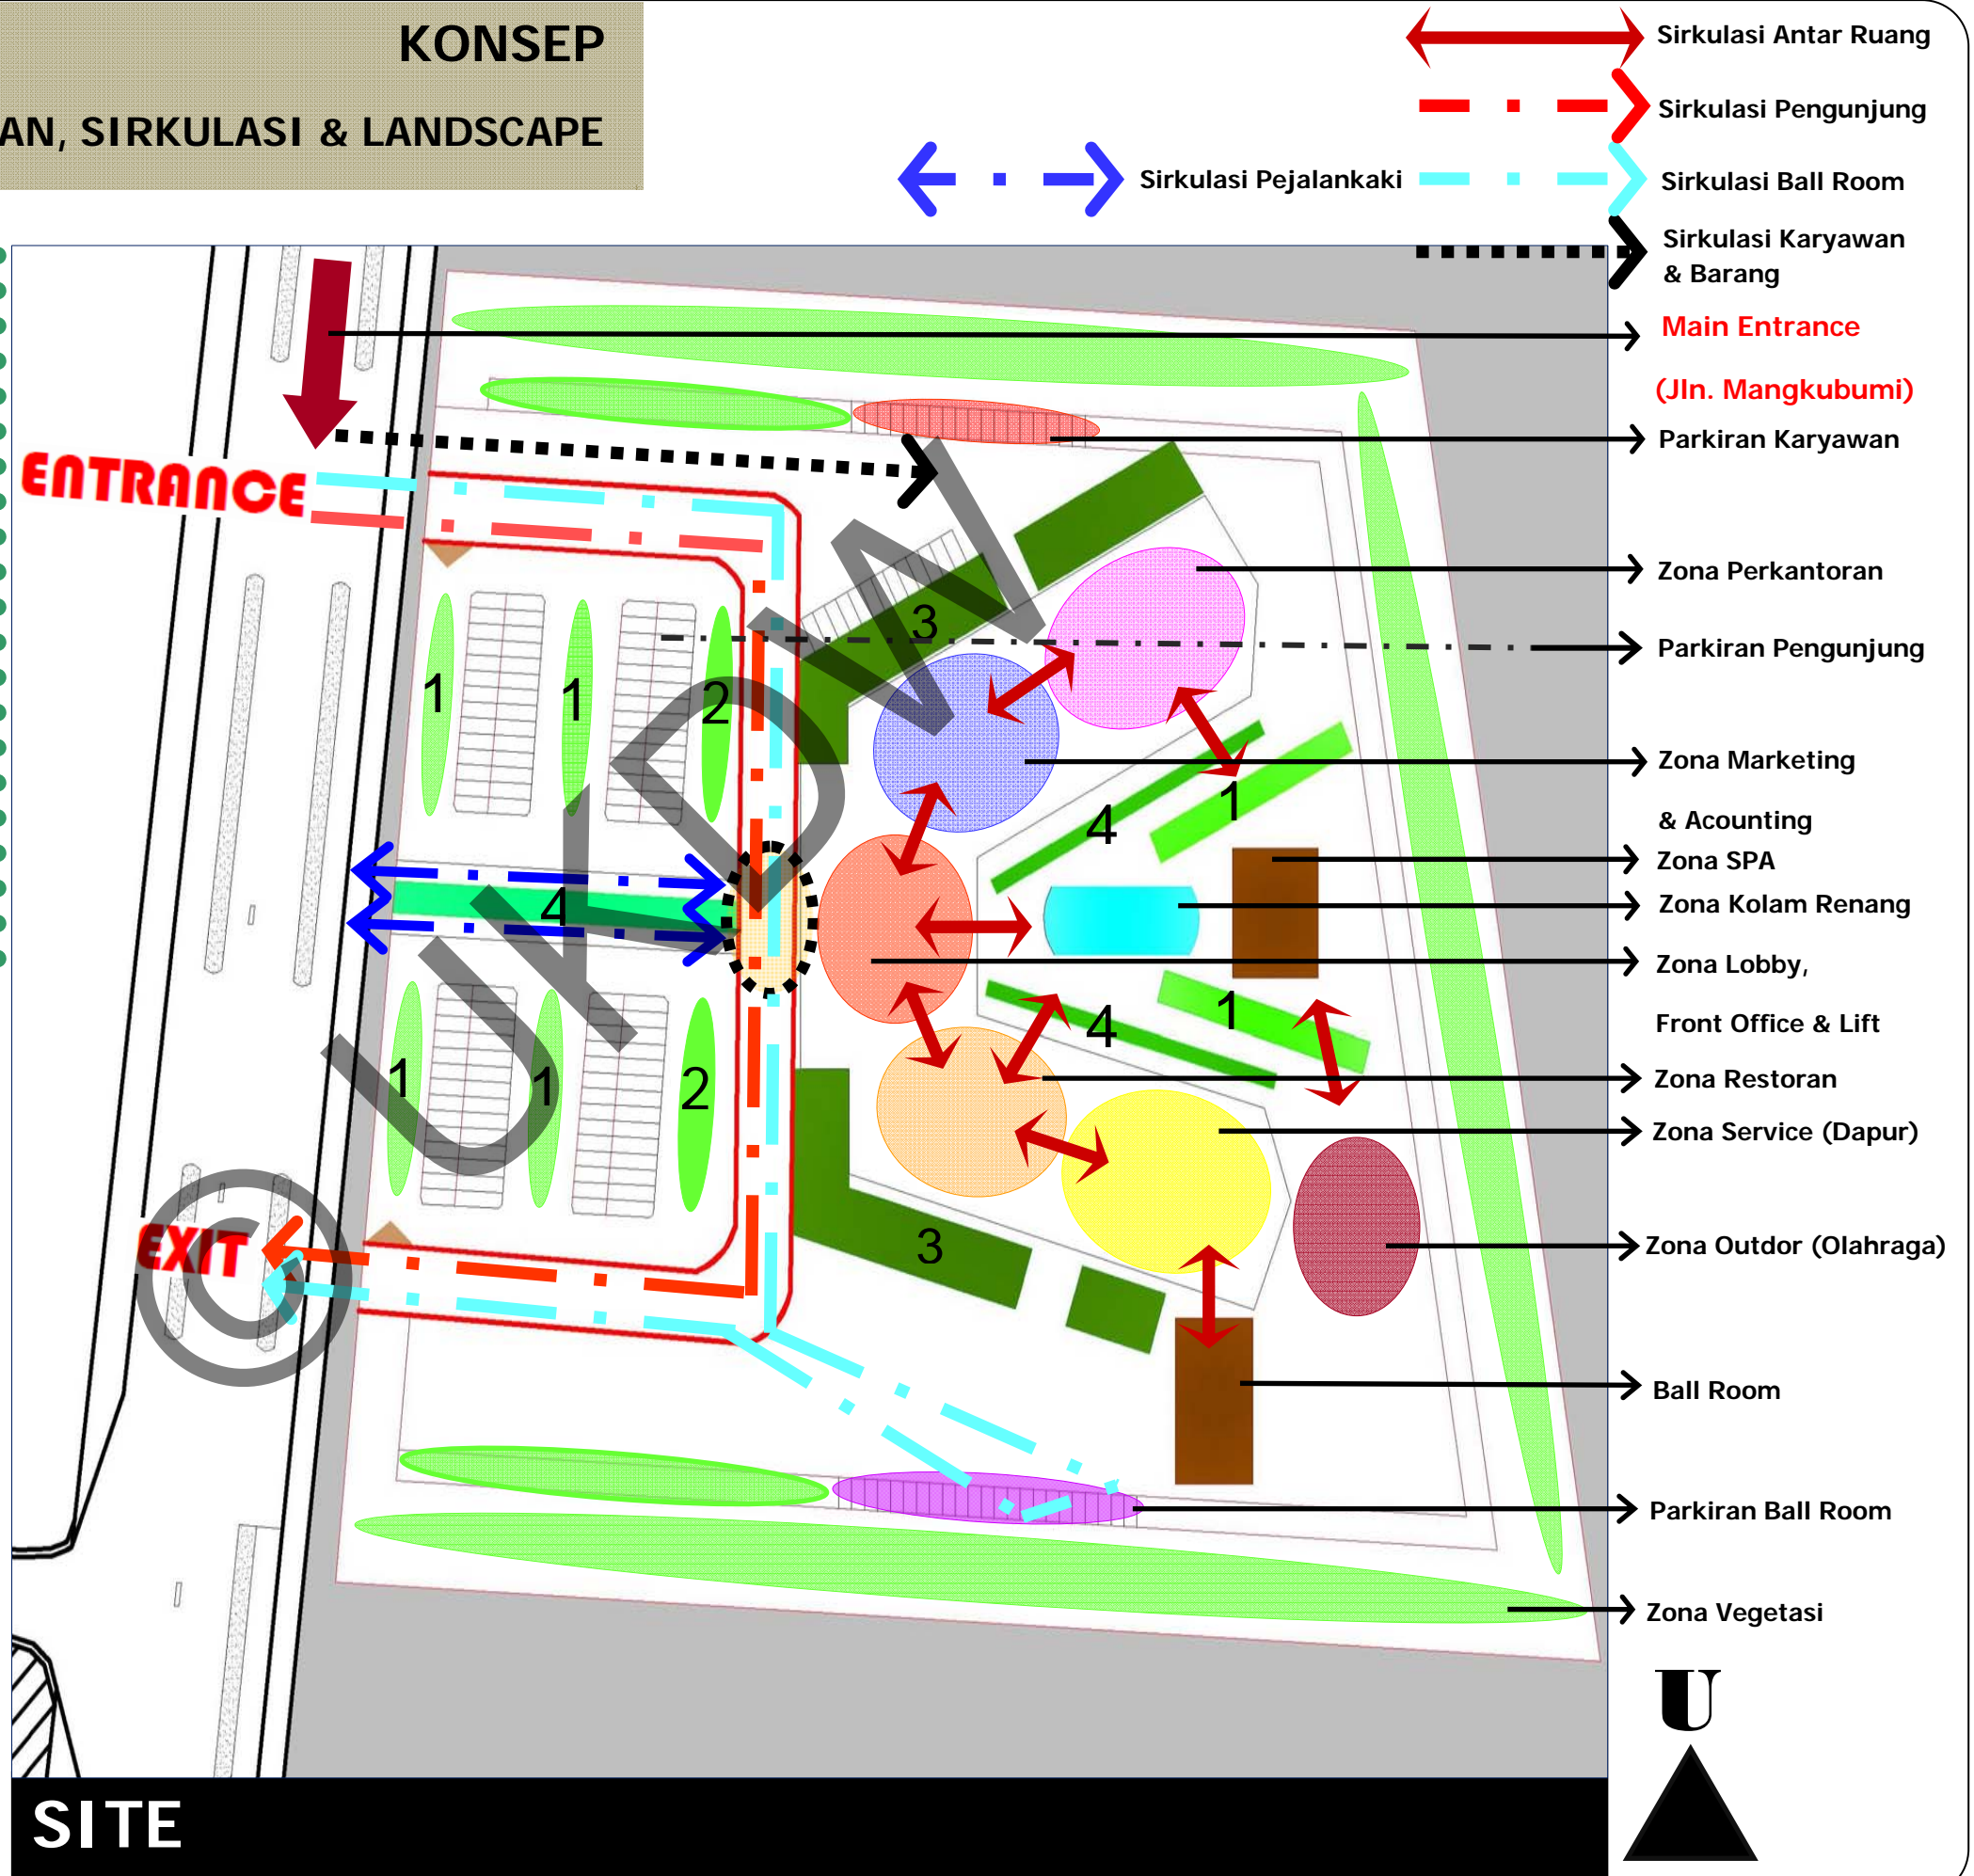 KONSEP
AN, SIRKULASI & LANDSCAPE
Sirkulasi Antar Ruang
Sirkulasi Pengunjung
Sirkulasi Pejalankaki
Sirkulasi Ball Room
Sirkulasi Karyawan
& Barang
Main Entrance
(Jln. Mangkubumi)
Parkiran Karyawan
ENTRANCE
Zona Perkantoran
3
Parkiran Pengunjung
1
1
2
Zona Marketing
& Acounting
4
1
Zona SPA
Zona Kolam Renang
4
Zona Lobby,
Front Office & Lift
4
1
Zona Restoran
1
1
2
Zona Service (Dapur)
EXIT
3
Zona Outdor (Olahraga)
Ball Room
Parkiran Ball Room
Zona Vegetasi
U
SITE
© UKDW